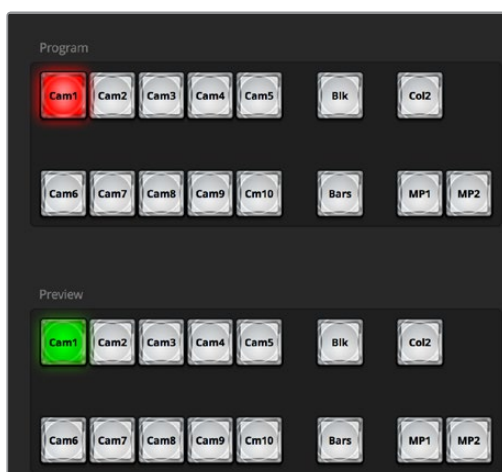 Program
Cam1 Cam2 Cam3 Cam4 Cam5 Blk Col2
Cam6 Cam7 Cam8 Cam9 Cm10 Bars MP1 MP2
Preview
Cam1 Cam2 Cam3 Cam4 Cam5 Blk Col2
Cam6 Cam7 Cam8 Cam9 Cm10 Bars MP1 MP2